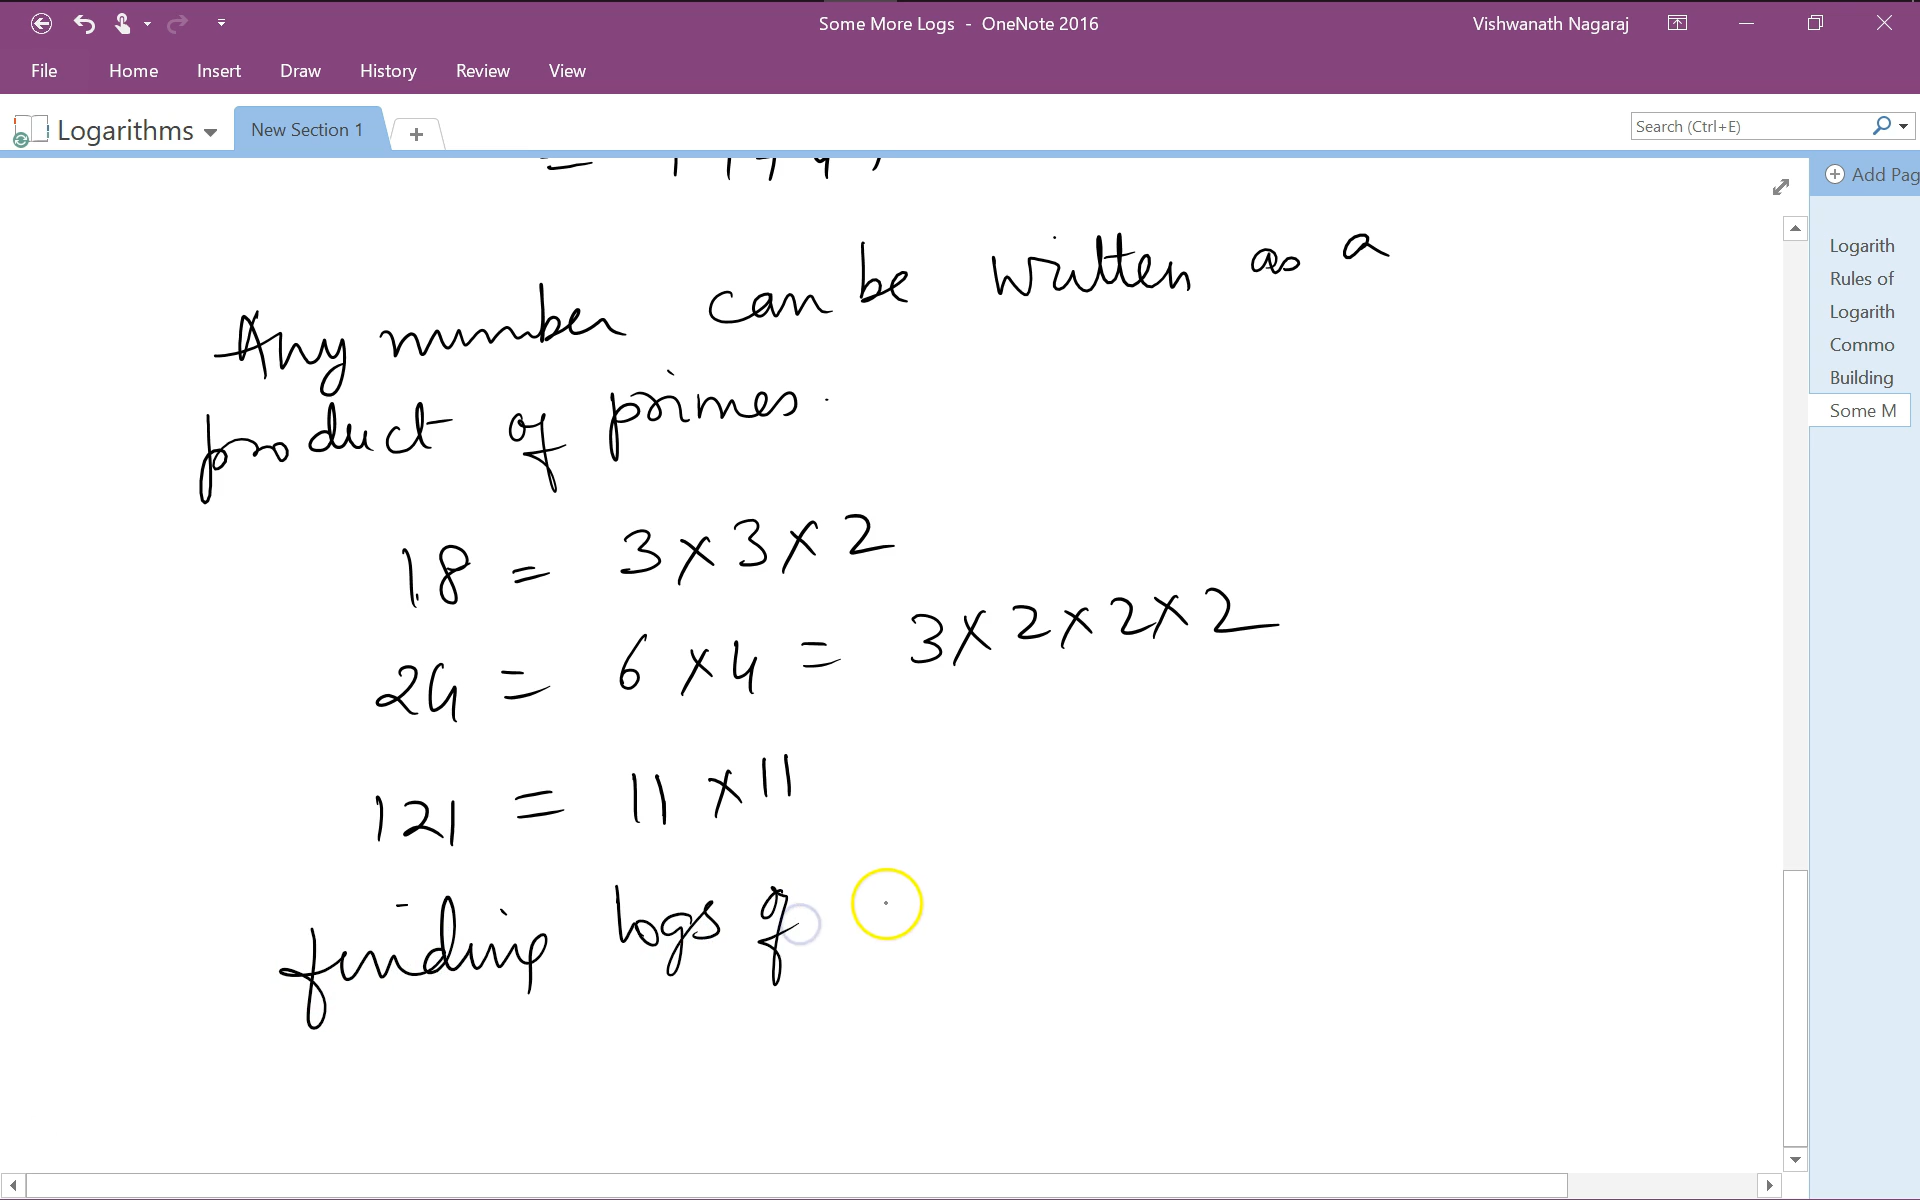 Some More Logs - OneNote 2016
Vishwanath Nagaraj
File Home Insert Draw History Review View
Logarithms
New Section 1
+
Search (Ctrl+E)
Add Pag
Any number can be written as a
product of primes.
18 = 3 × 3 × 2
24 = 6 × 4 = 3 × 2 × 2 × 2
121 = 11 × 11
finding logs of
Logarith
Rules of
Logarith
Commo
Building
Some M